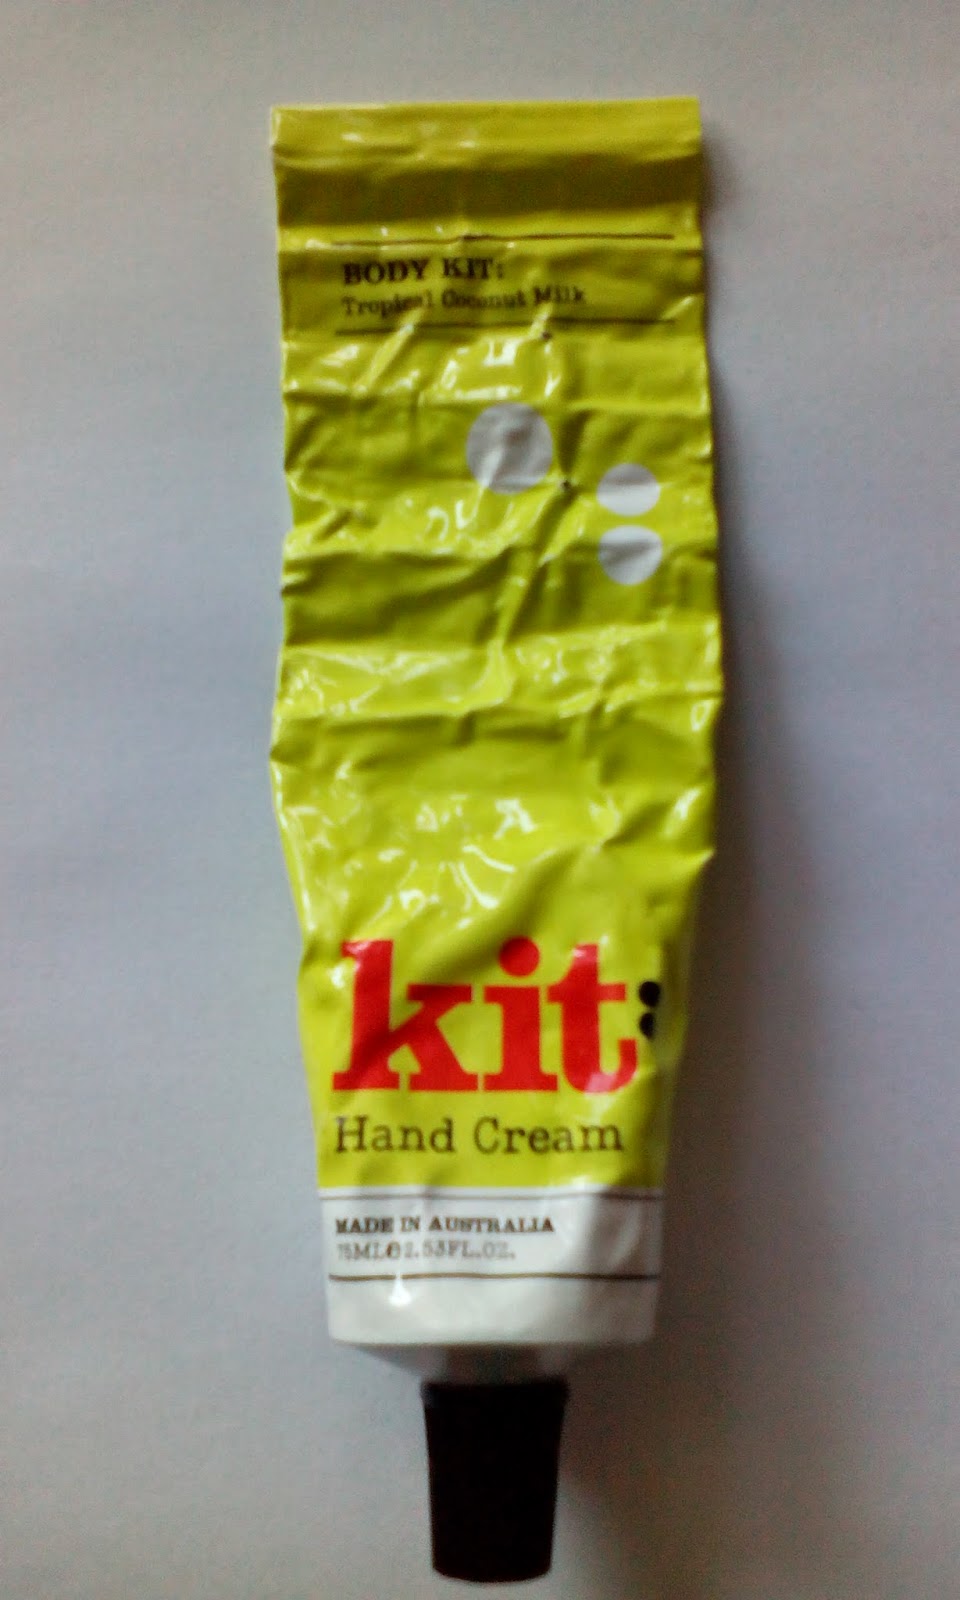 BODY KIT:
Tropical Coconut Milk
kit:
Hand Cream
MADE IN AUSTRALIA
75ML℮2.53FL.OZ.